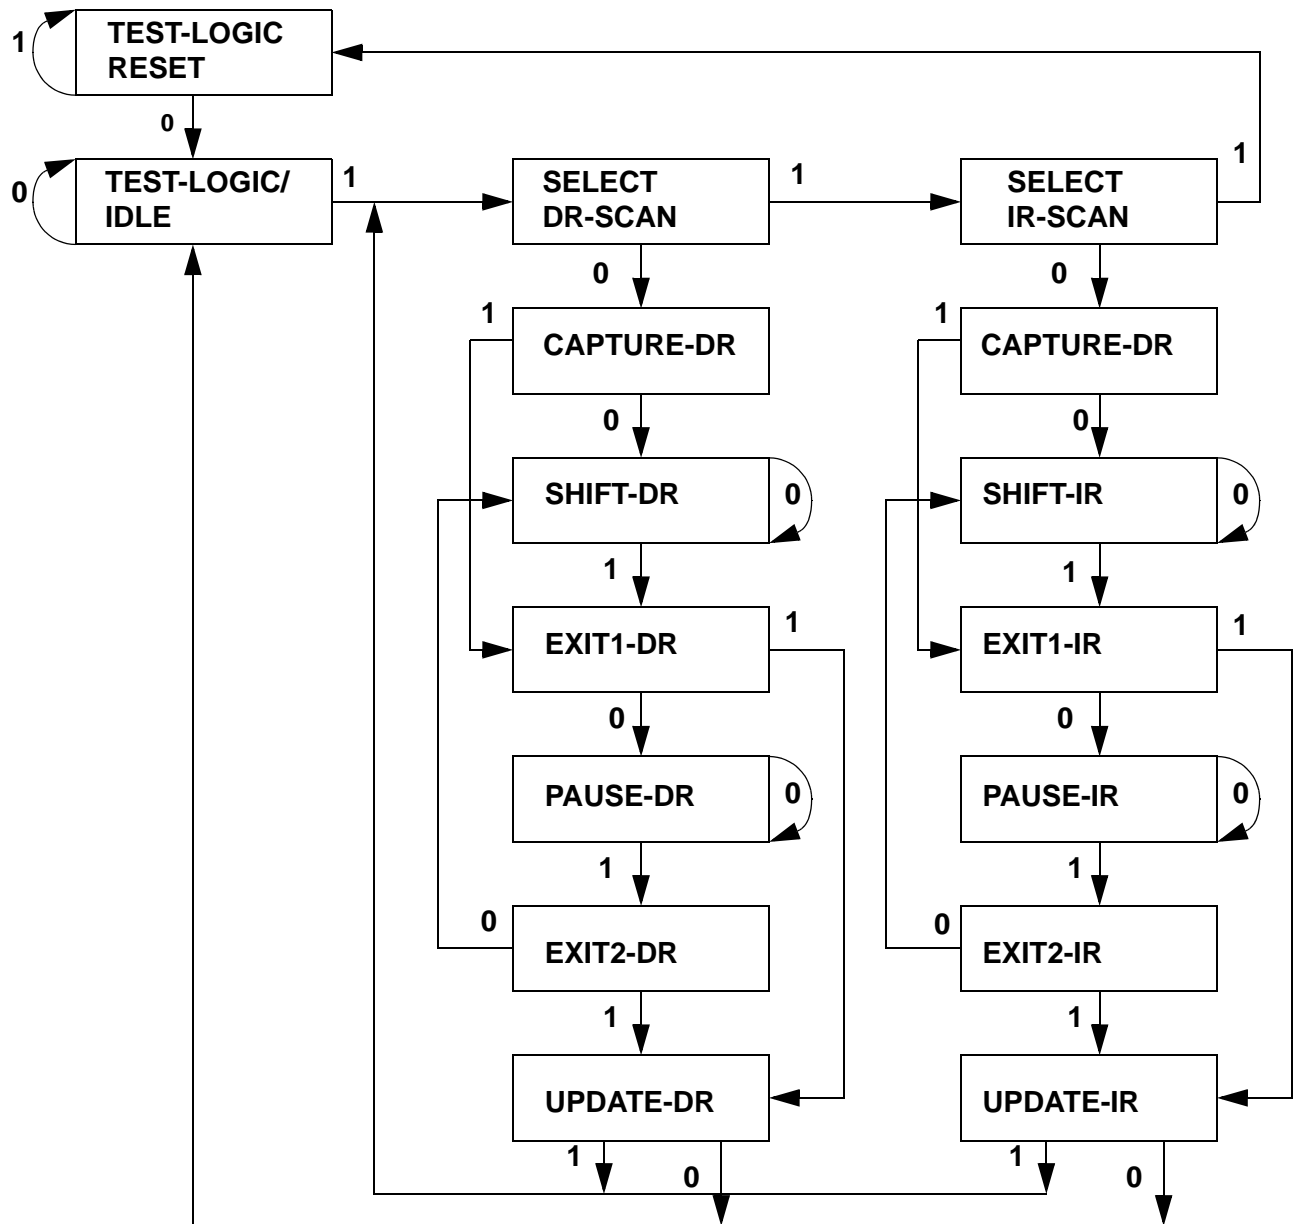 1
TEST-LOGIC
RESET
0
0
TEST-LOGIC/
IDLE
1
SELECT
DR-SCAN
1
SELECT
IR-SCAN
1
0
0
1
CAPTURE-DR
1
CAPTURE-DR
0
0
SHIFT-DR
0
SHIFT-IR
0
1
1
EXIT1-DR
1
EXIT1-IR
1
0
0
PAUSE-DR
0
PAUSE-IR
0
1
1
0
EXIT2-DR
0
EXIT2-IR
1
1
UPDATE-DR
UPDATE-IR
1
0
1
0